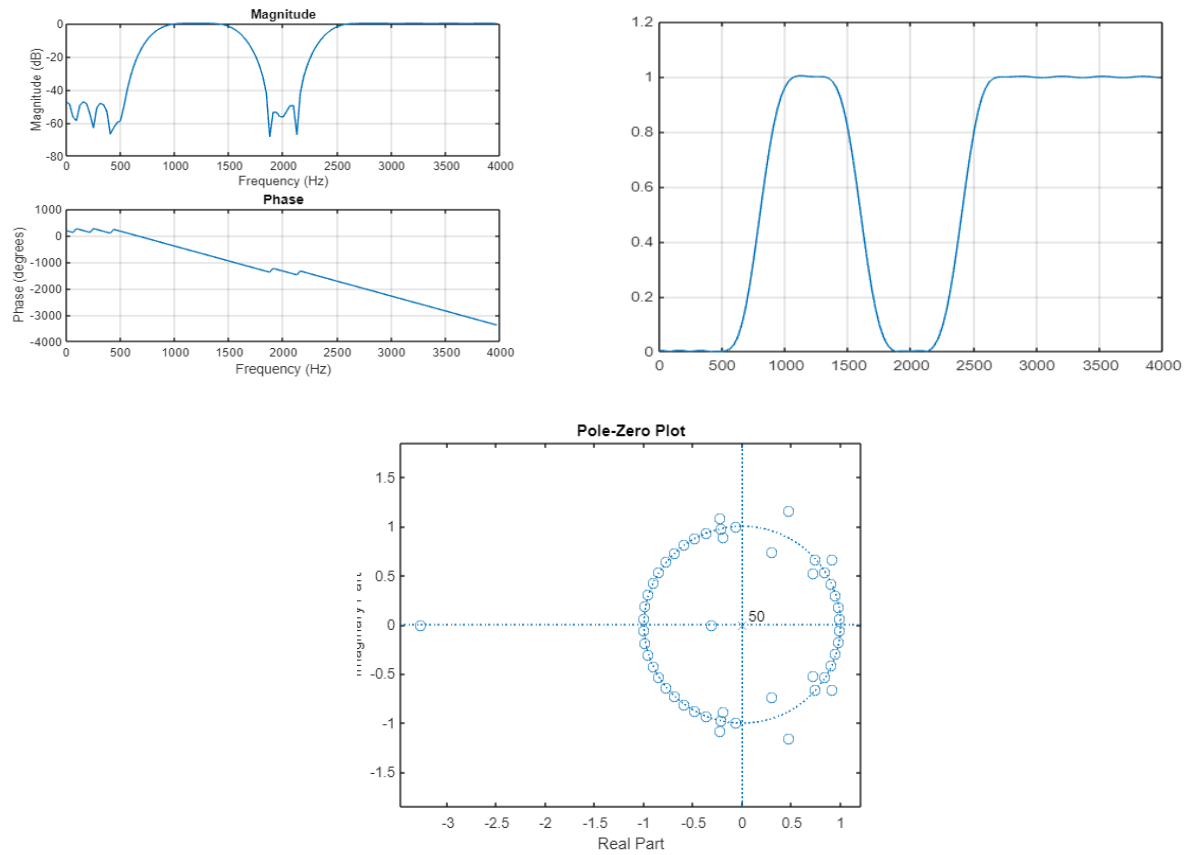 Magnitude
0
-20
-40
-60
-80
Magnitude (dB)
0 500 1000 1500 2000 2500 3000 3500 4000
Frequency (Hz)
Phase
1000
0
-1000
-2000
-3000
-4000
Phase (degrees)
0 500 1000 1500 2000 2500 3000 3500 4000
Frequency (Hz)
1.2
1
0.8
0.6
0.4
0.2
0
0 500 1000 1500 2000 2500 3000 3500 4000
Pole-Zero Plot
1.5
1
0.5
0
-0.5
-1
-1.5
Imaginary Part
50
-3 -2.5 -2 -1.5 -1 -0.5 0 0.5 1
Real Part